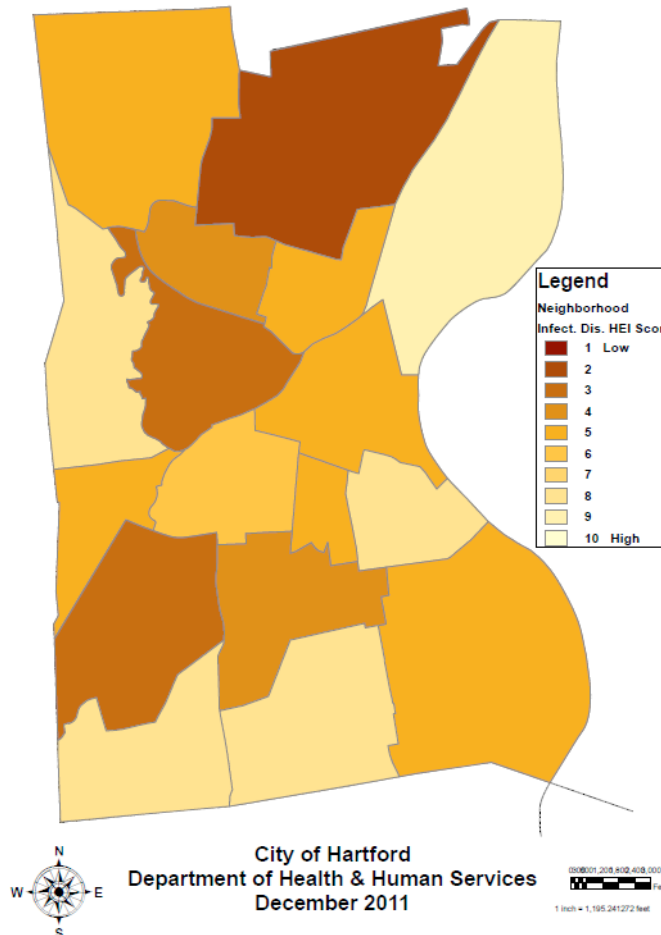 Legend
Neighborhood
Infect. Dis. HEI Scor
1 Low
2
3
4
5
6
7
8
9
10 High
N
W
E
S
City of Hartford
Department of Health & Human Services
December 2011
Fe
1 inch = 1,195.241272 feet